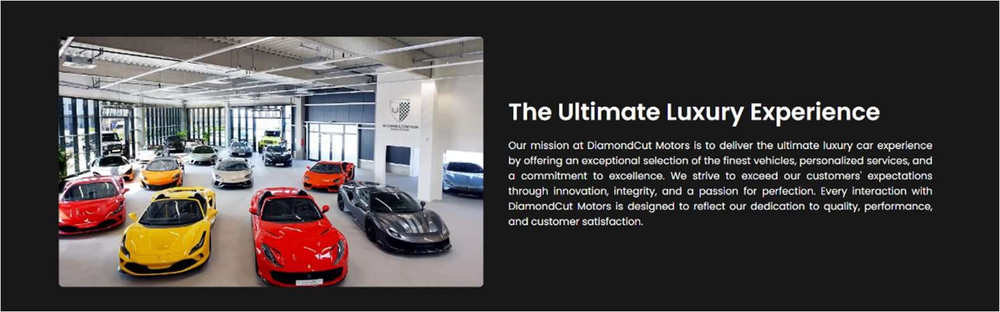 The Ultimate Luxury Experience
Our mission at DiamondCut Motors is to deliver the ultimate luxury car experience
by offering an exceptional selection of the finest vehicles, personalized services, and
a commitment to excellence. We strive to exceed our customers' expectations
through innovation, integrity, and a passion for perfection. Every interaction with
DiamondCut Motors is designed to reflect our dedication to quality, performance,
and customer satisfaction.